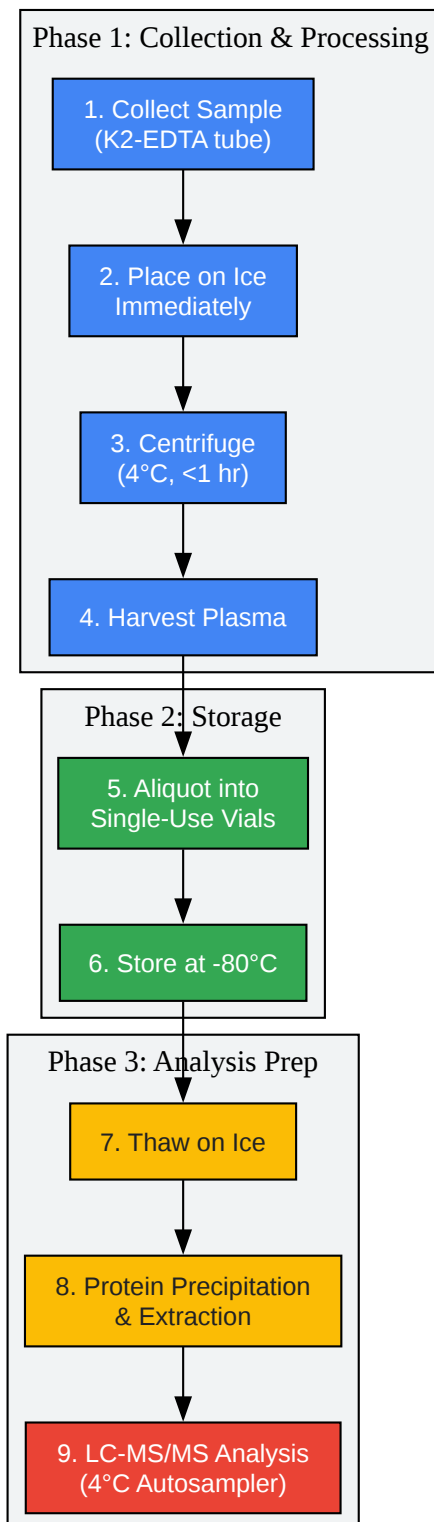 Phase 1: Collection & Processing
1. Collect Sample
(K2-EDTA tube)
2. Place on Ice
Immediately
3. Centrifuge
(4°C, <1 hr)
4. Harvest Plasma
Phase 2: Storage
5. Aliquot into
Single-Use Vials
6. Store at -80°C
Phase 3: Analysis Prep
7. Thaw on Ice
8. Protein Precipitation
& Extraction
9. LC-MS/MS Analysis
(4°C Autosampler)